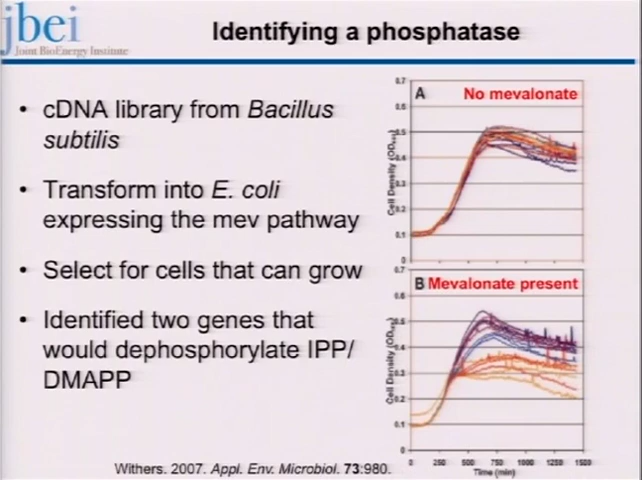 jbei
Joint BioEnergy Institute
Identifying a phosphatase
• cDNA library from Bacillus
subtilis
• Transform into E. coli
expressing the mev pathway
• Select for cells that can grow
• Identified two genes that
would dephosphorylate IPP/
DMAPP
A
No mevalonate
0.7
0.6
0.5
0.4
0.3
0.2
0.1
0
B
Mevalonate present
0.7
0.6
0.5
0.4
0.3
0.2
0.1
0
Cell Density
Cell Density
0 250 500 750 1000 1250 1500
Time (min)
Withers. 2007. Appl. Env. Microbiol. 73:980.